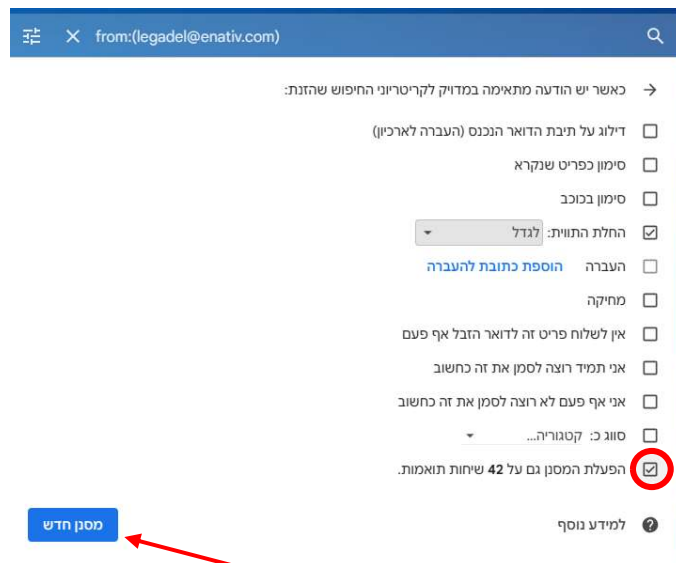 from:(legadel@enativ.com)
כאשר יש הודעה מתאימה במדויק לקריטריוני החיפוש שהזנת:
דילוג על תיבת הדואר הנכנס (העברה לארכיון)
סימון כפריט שנקרא
סימון בכוכב
החלת התווית: לגדל
העברה הוספת כתובת להעברה
מחיקה
אין לשלוח פריט זה לדואר הזבל אף פעם
אני תמיד רוצה לסמן את זה כחשוב
אני אף פעם לא רוצה לסמן את זה כחשוב
סווג כ: קטגוריה...
הפעלת המסנן גם על 42 שיחות תואמות.
למידע נוסף
מסנן חדש